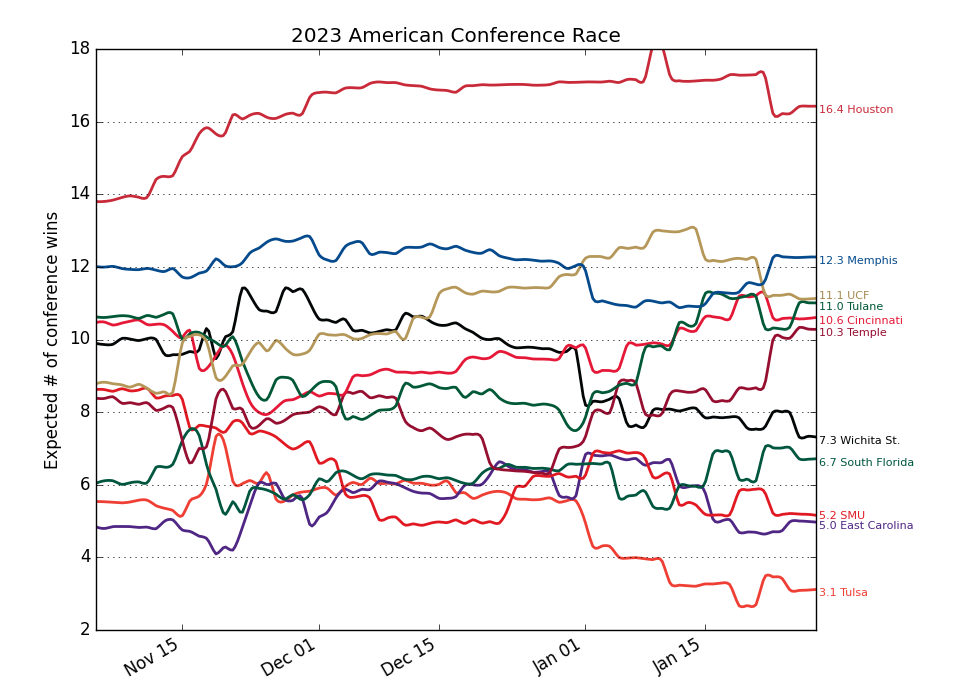 2023 American Conference Race
Expected # of conference wins
18
16
14
12
10
8
6
4
2
Nov 15
Dec 01
Dec 15
Jan 01
Jan 15
16.4 Houston
12.3 Memphis
11.1 UCF
11.0 Tulane
10.6 Cincinnati
10.3 Temple
7.3 Wichita St.
6.7 South Florida
5.2 SMU
5.0 East Carolina
3.1 Tulsa